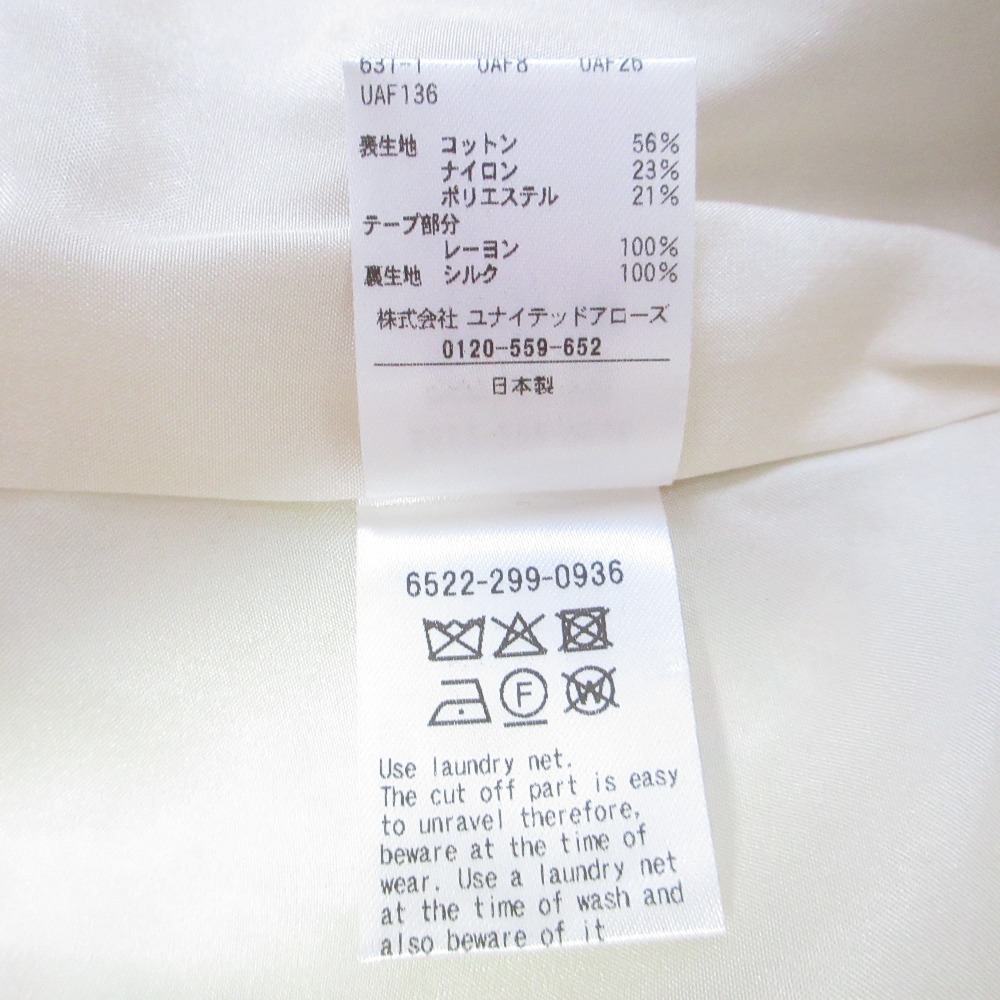 631-1 UAF8 UAF26
UAF136
表生地 コットン 56%
ナイロン 23%
ポリエステル 21%
テープ部分
レーヨン 100%
裏生地 シルク 100%
株式会社 ユナイテッドアローズ
0120-559-652
日本製
6522-299-0936
F W
Use laundry net.
The cut off part is easy
to unravel therefore,
beware at the time of
wear. Use a laundry net
at the time of wash and
also beware of it